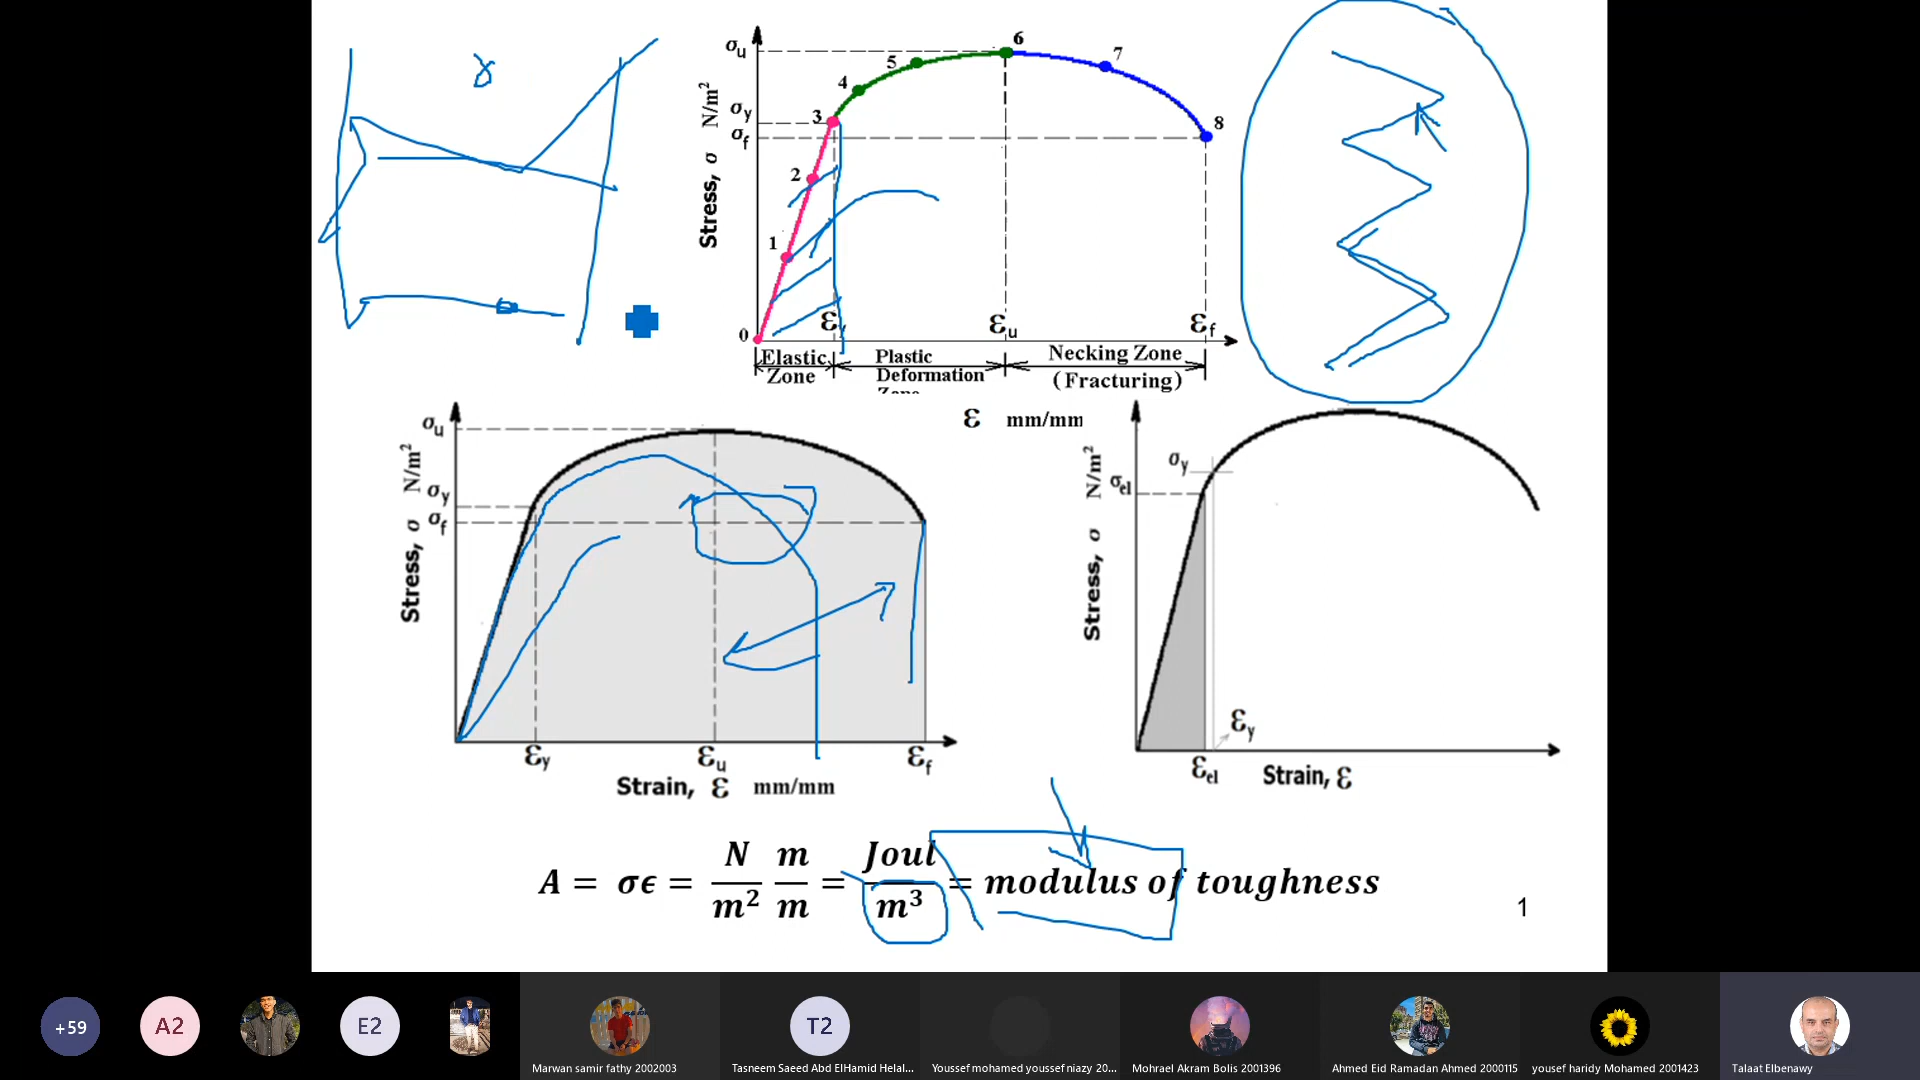 σu
6
7
5
4
N/m²
σy
3
σf
8
Stress, σ
2
1
0
εu
εf
Elastic
Zone
Plastic
Deformation
Necking Zone
(Fracturing)
ε mm/mm
σu
N/m²
σy
σf
Stress, σ
εy
εu
εf
Strain, ε mm/mm
N/m²
σy
σel
Stress, σ
εy
εel
Strain, ε
A = σϵ = N/m² m/m = Joul/m³ = modulus of toughness
1
+59
A2
E2
T2
Marwan samir fathy 2002003
Tasneem Saeed Abd ElHamid Helal...
Youssef mohamed youssef niazy 20...
Mohrael Akram Bolis 2001396
Ahmed Eid Ramadan Ahmed 2000115
yousef haridy Mohamed 2001423
Talaat Elbenawy